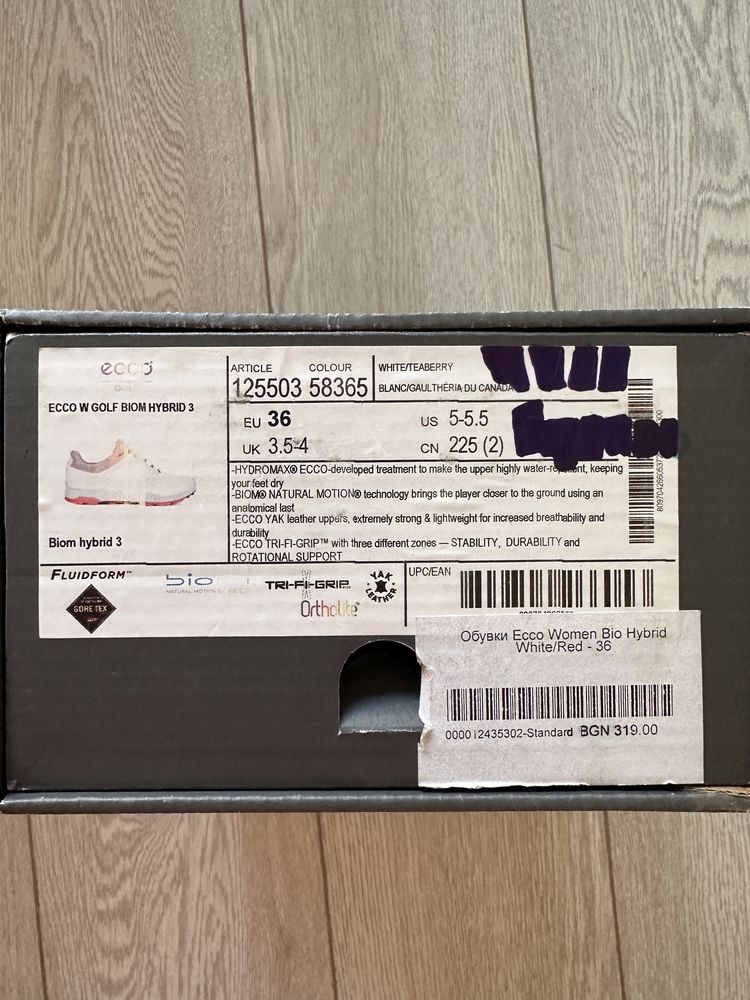 ecco
GOLF
ECCO W GOLF BIOM HYBRID 3
Biom hybrid 3
ARTICLE COLOUR
125503 58365
WHITE/TEABERRY
BLANC/GAULTHERIA DU CANADA
EU 36 US 5-5.5
UK 3.5-4 CN 225 (2)
-HYDROMAX® ECCO-developed treatment to make the upper highly water-repellent, keeping
your feet dry
-BIOM® NATURAL MOTION® technology brings the player closer to the ground using an
anatomical last
-ECCO YAK leather uppers, extremely strong & lightweight for increased breathability and
durability
-ECCO TRI-FI-GRIP™ with three different zones — STABILITY, DURABILITY and
ROTATIONAL SUPPORT
FLUIDFORM™
GORE-TEX
bio
NATURAL MOTION
TRI-FI-GRIP
YAK
LEATHER
Ortholite
UPC/EAN
Обувки Ecco Women Bio Hybrid
White/Red - 36
000012435302-Standard BGN 319.00